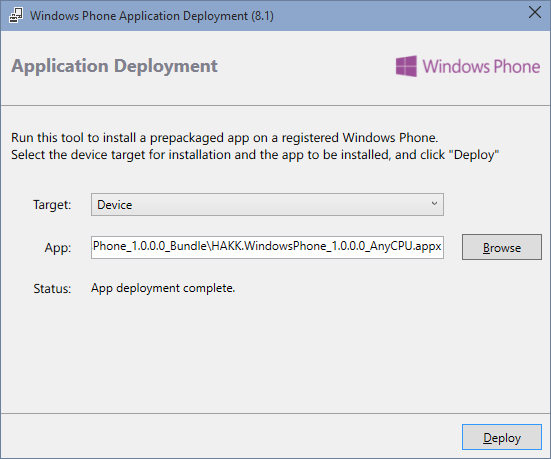 Windows Phone Application Deployment (8.1)
Application Deployment
Windows Phone
Run this tool to install a prepackaged app on a registered Windows Phone.
Select the device target for installation and the app to be installed, and click "Deploy"
Target: Device
App: Phone_1.0.0.0_Bundle\HAKK.WindowsPhone_1.0.0.0_AnyCPU.appx Browse
Status: App deployment complete.
Deploy